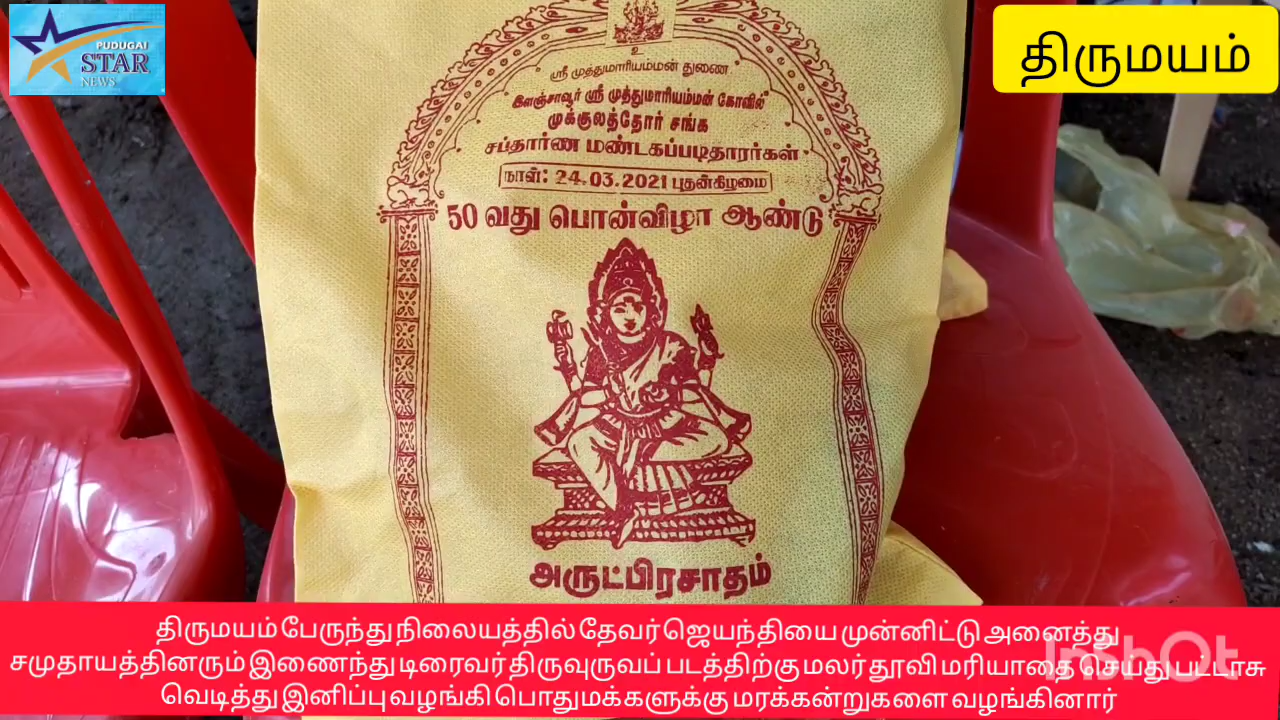 PUDUGAI
STAR
NEWS
திருமயம்
உ
ஸ்ரீ முத்துமாரியம்மன் துணை
இளஞ்சாவூர் ஸ்ரீ முத்துமாரியம்மன் கோவில்
முக்குலத்தோர் சங்க
சப்தார்ண மண்டகப்படிதாரர்கள்
நாள்: 24.03.2021 புதன்கிழமை
50 வது பொன்விழா ஆண்டு
அருட்பிரசாதம்
திருமயம் பேருந்து நிலையத்தில் தேவர் ஜெயந்தியை முன்னிட்டு அனைத்து
சமுதாயத்தினரும் இணைந்து டிரைவர் திருவுருவப் படத்திற்கு மலர் தூவி மரியாதை செய்து பட்டாசு
வெடித்து இனிப்பு வழங்கி பொதுமக்களுக்கு மரக்கன்றுகளை வழங்கினார்
InShOt